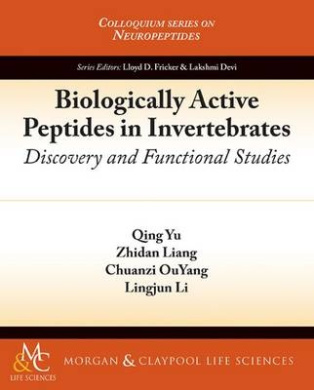 Colloquium Series on
Neuropeptides
Series Editors: Lloyd D. Fricker & Lakshmi Devi
Biologically Active
Peptides in Invertebrates
Discovery and Functional Studies
Qing Yu
Zhidan Liang
Chuanzi OuYang
Lingjun Li
M&C
LIFE SCIENCES
MORGAN & CLAYPOOL LIFE SCIENCES